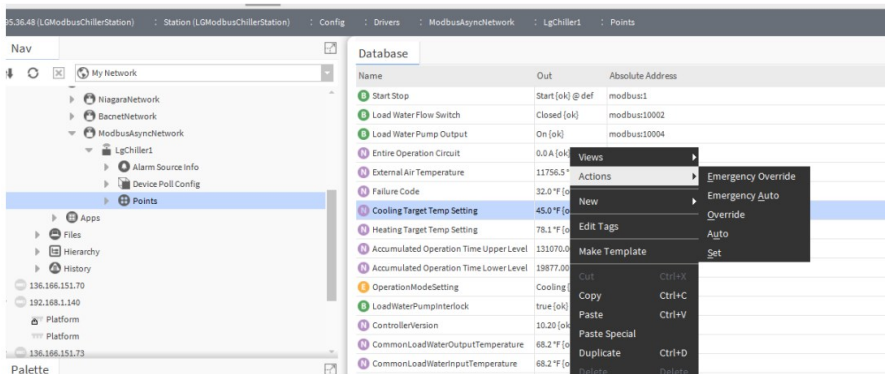 95.36.48 (LGModbusChillerStation) : Station (LGModbusChillerStation) : Config : Drivers : ModbusAsyncNetwork : LgChiller1 : Points
Nav
My Network
NiagaraNetwork
BacnetNetwork
ModbusAsyncNetwork
LgChiller1
Alarm Source Info
Device Poll Config
Points
Apps
Files
Hierarchy
History
136.166.151.70
192.168.1.140
Platform
Platform
136.166.151.73
Palette
Database
Name Out Absolute Address
B Start Stop Start {ok} @ def modbus:1
B Load Water Flow Switch Closed {ok} modbus:10002
B Load Water Pump Output On {ok} modbus:10004
N Entire Operation Circuit 0.0 A {ok}
N External Air Temperature 11756.5 °
N Failure Code 32.0 °F {o
N Cooling Target Temp Setting 45.0 °F {o
N Heating Target Temp Setting 78.1 °F {o
N Accumulated Operation Time Upper Level 131070.0
N Accumulated Operation Time Lower Level 19877.00
E OperationModeSetting Cooling {
B LoadWaterPumpInterlock true {ok}
N ControllerVersion 10.20 {ok
N CommonLoadWaterOutputTemperature 68.2 °F {o
N CommonLoadWaterInputTemperature 68.2 °F {o
Views
Actions
New
Edit Tags
Make Template
Cut Ctrl+X
Copy Ctrl+C
Paste Ctrl+V
Paste Special
Duplicate Ctrl+D
Delete Delete
Emergency Override
Emergency Auto
Override
Auto
Set